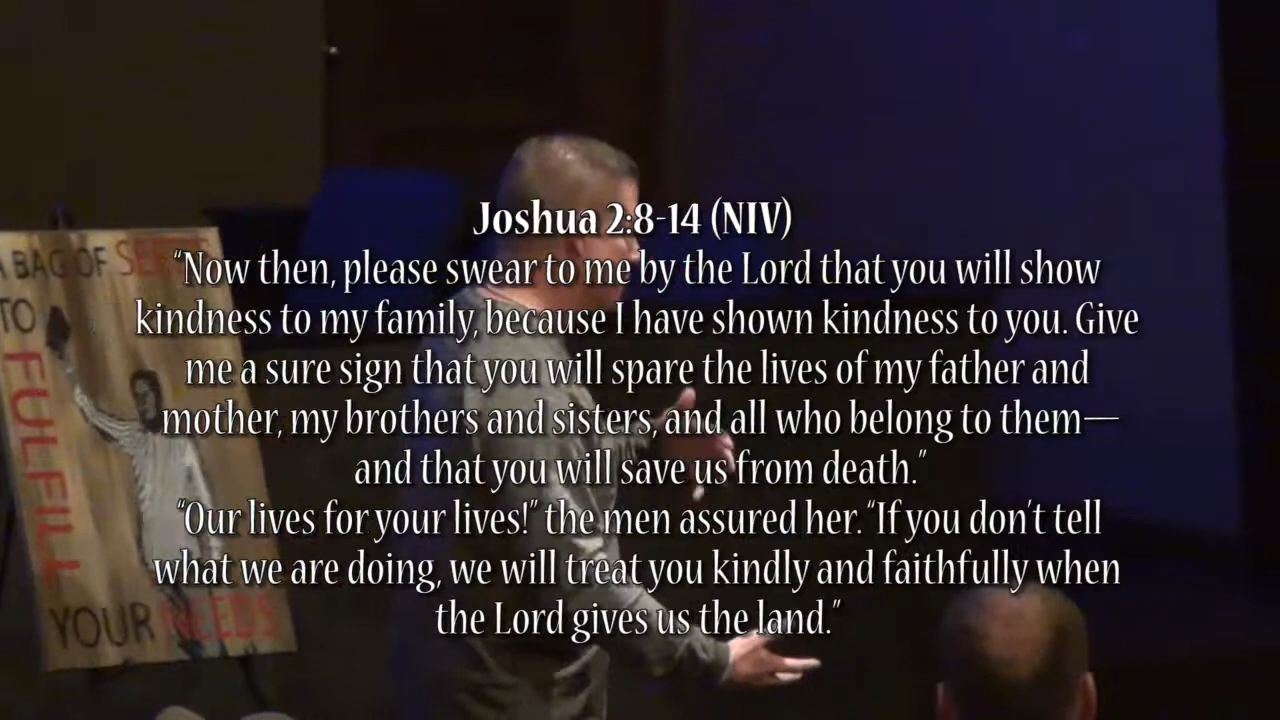 Joshua 2:8-14 (NIV)
“Now then, please swear to me by the Lord that you will show
kindness to my family, because I have shown kindness to you. Give
me a sure sign that you will spare the lives of my father and
mother, my brothers and sisters, and all who belong to them—
and that you will save us from death.”
“Our lives for your lives!” the men assured her. “If you don’t tell
what we are doing, we will treat you kindly and faithfully when
the Lord gives us the land.”
A BAG OF
TO
FULFILL
YOUR NEEDS